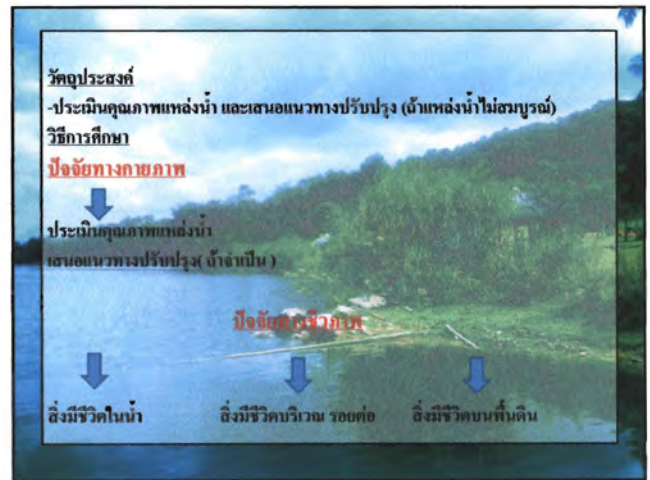 วัตถุประสงค์
-ประเมินคุณภาพแหล่งน้ำ และเสนอแนวทางปรับปรุง (ถ้าแหล่งน้ำไม่สมบูรณ์)
วิธีการศึกษา
ปัจจัยทางกายภาพ
ประเมินคุณภาพแหล่งน้ำ
เสนอแนวทางปรับปรุง( ถ้าจำเป็น )
ปัจจัยทางชีวภาพ
สิ่งมีชีวิตในน้ำ สิ่งมีชีวิตบริเวณ รอยต่อ สิ่งมีชีวิตบนพื้นดิน